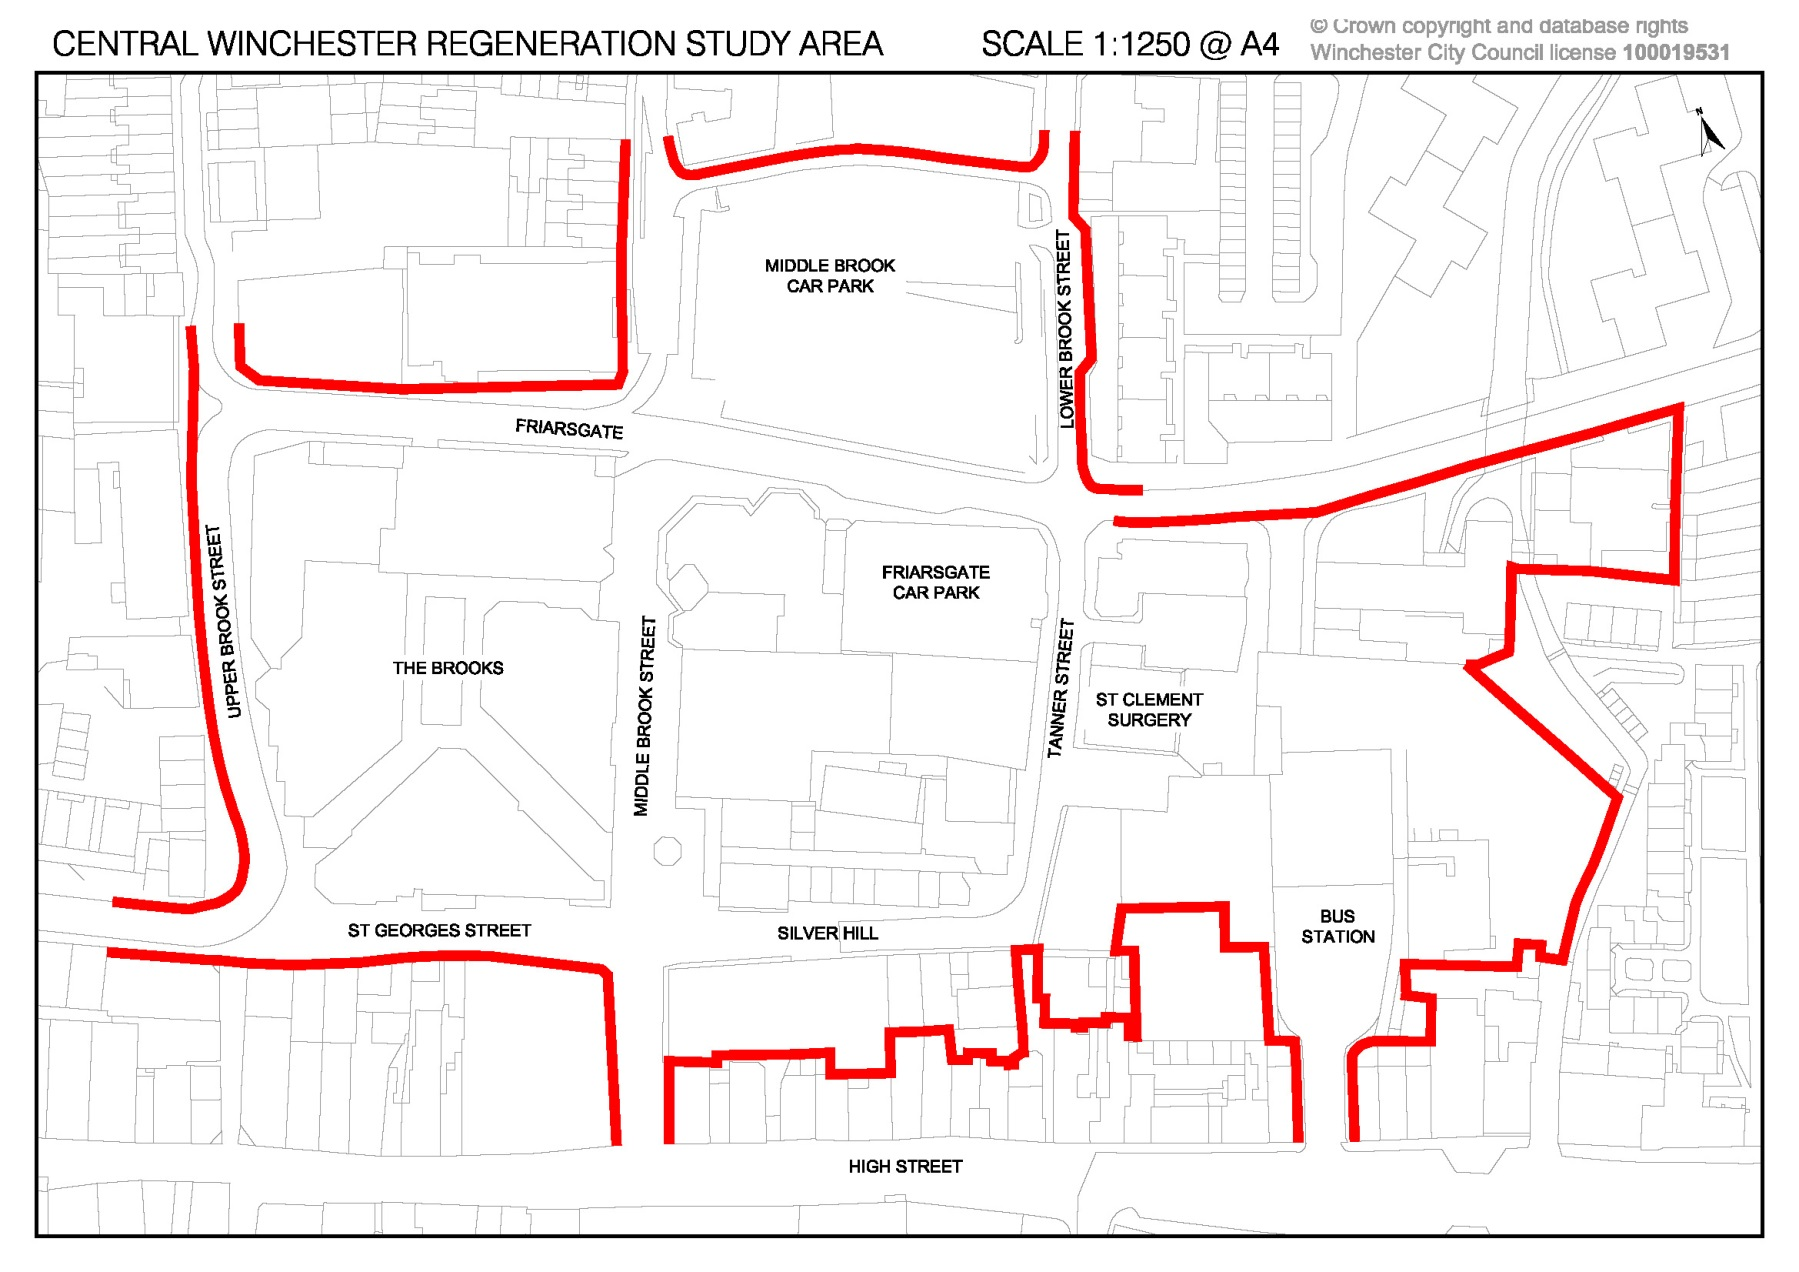 CENTRAL WINCHESTER REGENERATION STUDY AREA
SCALE 1:1250 @ A4
© Crown copyright and database rights
Winchester City Council license 100019531
N
MIDDLE BROOK
CAR PARK
LOWER BROOK STREET
FRIARSGATE
UPPER BROOK STREET
FRIARSGATE
CAR PARK
THE BROOKS
MIDDLE BROOK STREET
TANNER STREET
ST CLEMENT
SURGERY
ST GEORGES STREET
SILVER HILL
BUS
STATION
HIGH STREET